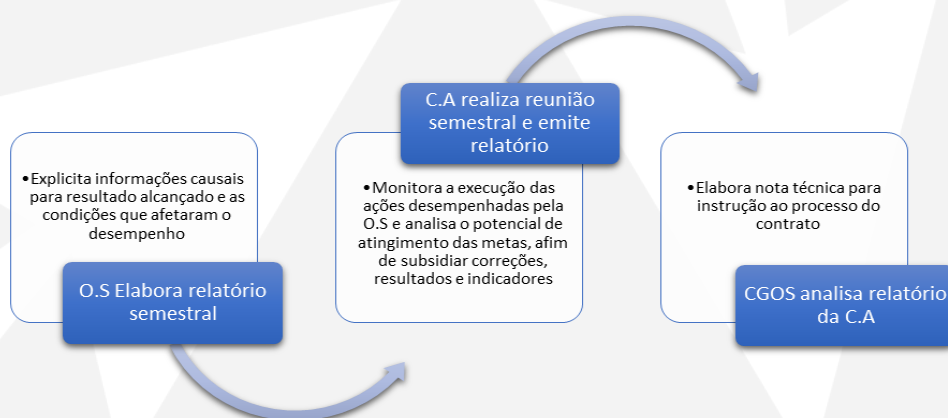 •Explicita informações causais
para resultado alcançado e as
condições que afetaram o
desempenho
O.S Elabora relatório
semestral
C.A realiza reunião
semestral e emite
relatório
•Monitora a execução das
ações desempenhadas pela
O.S e analisa o potencial de
atingimento das metas, afim
de subsidiar correções,
resultados e indicadores
•Elabora nota técnica para
instrução ao processo do
contrato
CGOS analisa relatório
da C.A